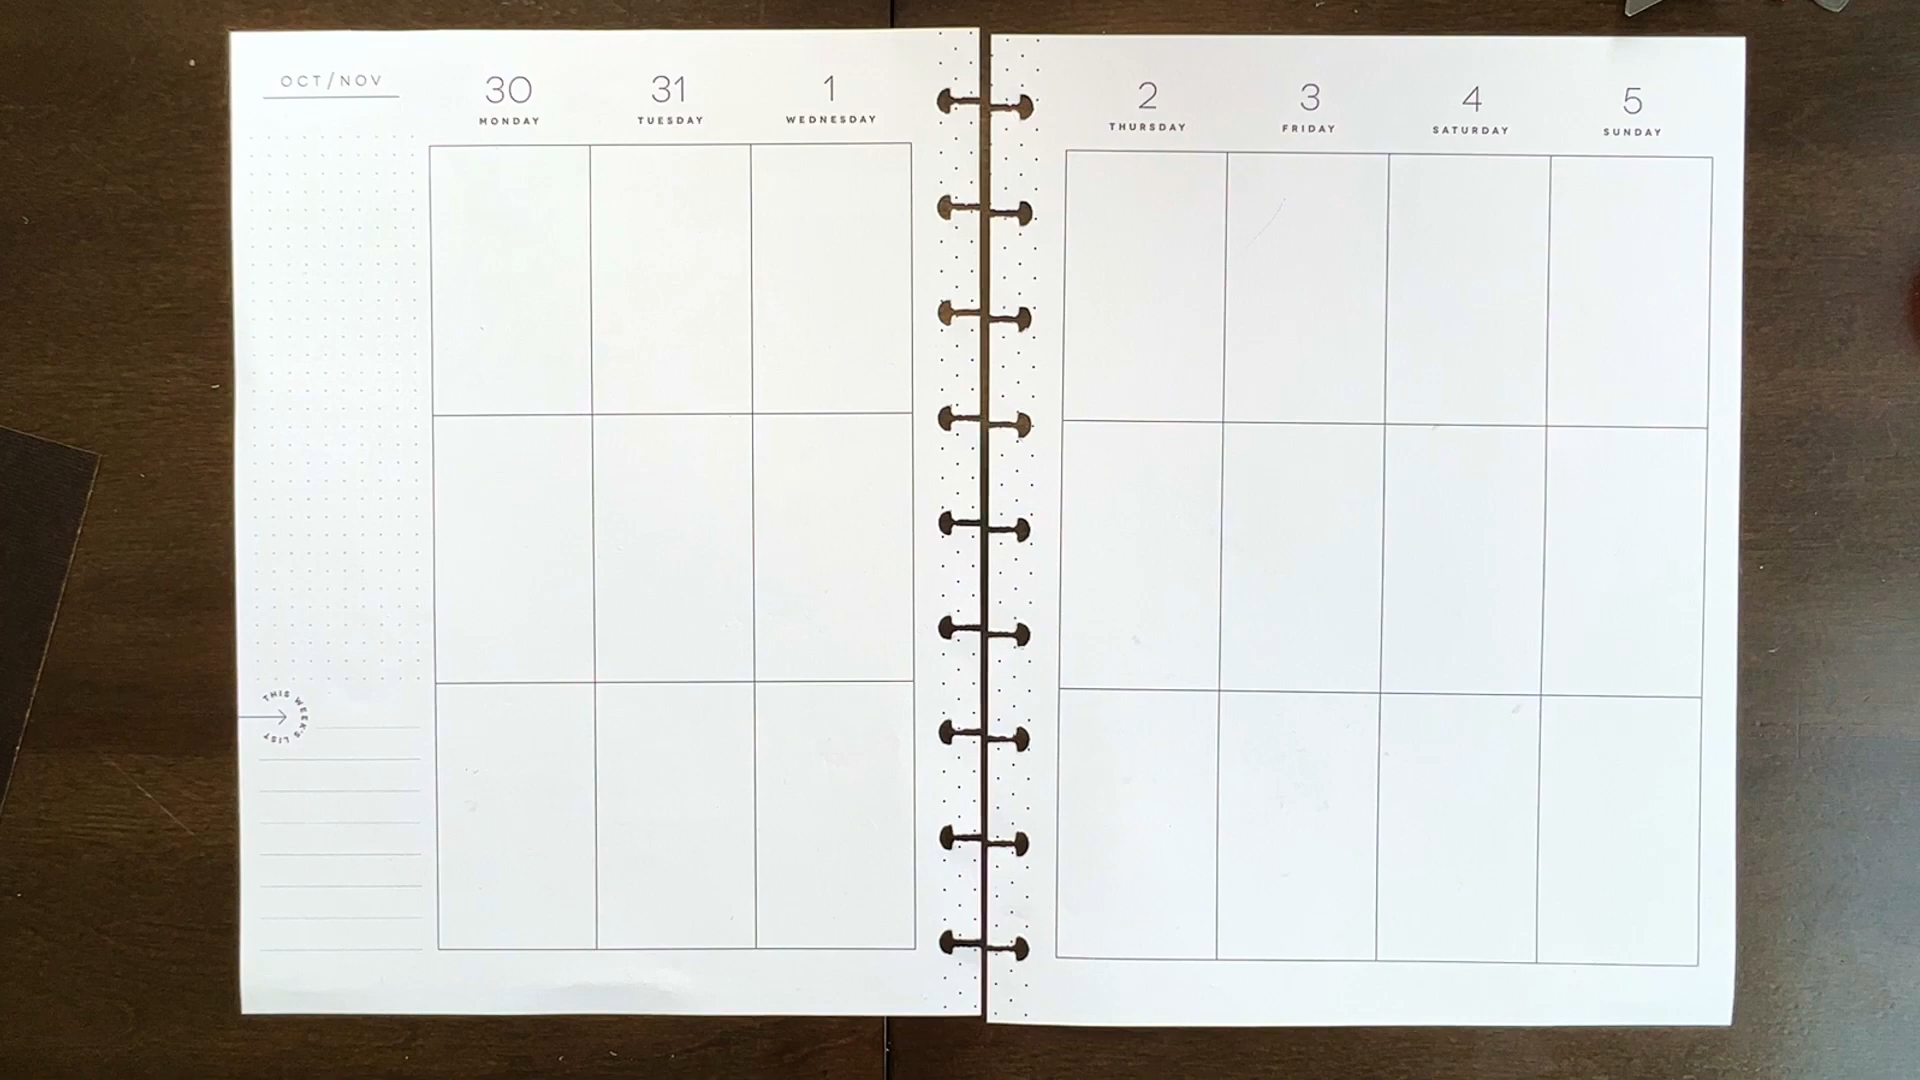 OCT/NOV
30
MONDAY
31
TUESDAY
1
WEDNESDAY
2
THURSDAY
3
FRIDAY
4
SATURDAY
5
SUNDAY
THIS WEEK'S LIST